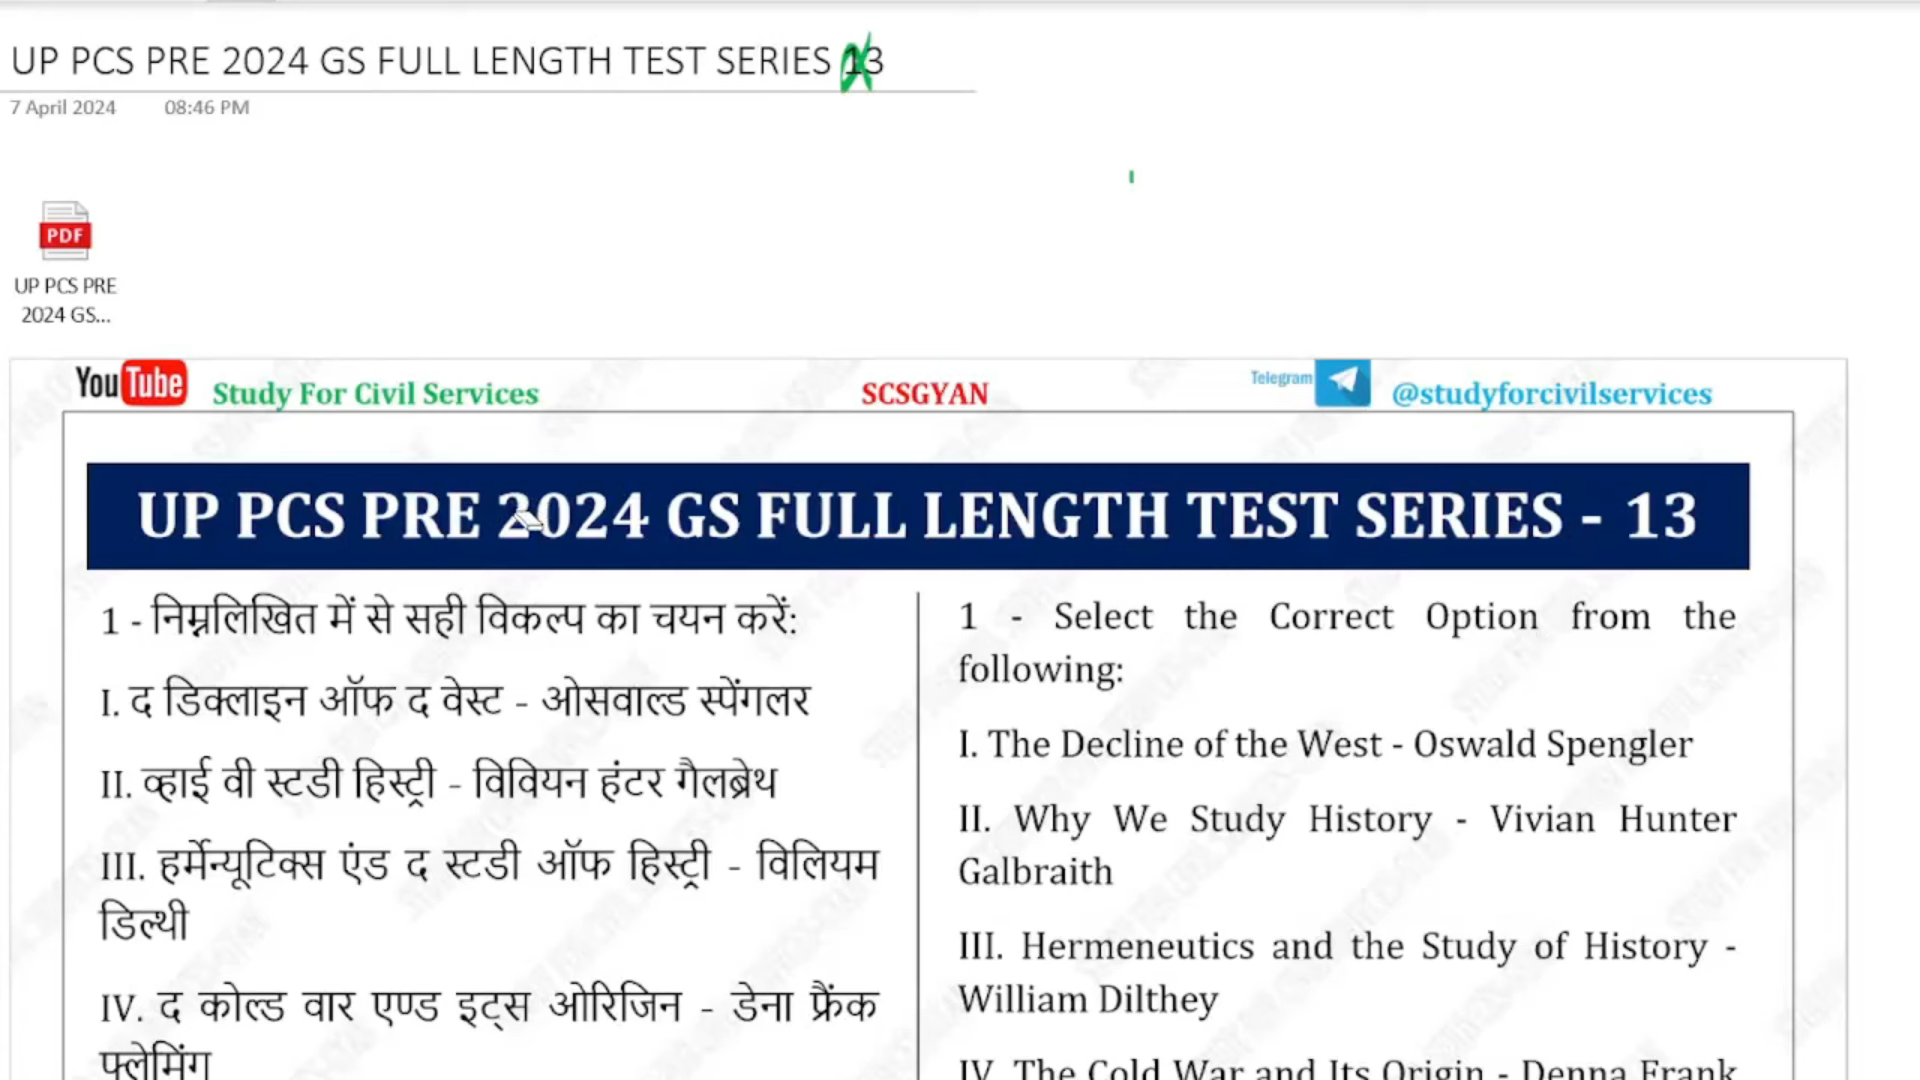 UP PCS PRE 2024 GS FULL LENGTH TEST SERIES 13
7 April 2024 08:46 PM
PDF
UP PCS PRE
2024 GS...
YouTube Study For Civil Services SCSGYAN Telegram @studyforcivilservices
UP PCS PRE 2024 GS FULL LENGTH TEST SERIES - 13
1 - निम्नलिखित में से सही विकल्प का चयन करें:
I. द डिक्लाइन ऑफ द वेस्ट - ओसवाल्ड स्पेंगलर
II. व्हाई वी स्टडी हिस्ट्री - विवियन हंटर गैलब्रेथ
III. हर्मेन्यूटिक्स एंड द स्टडी ऑफ हिस्ट्री - विलियम
डिल्थी
IV. द कोल्ड वार एण्ड इट्स ओरिजिन - डेना फ्रैंक
फ्लेमिंग
1 - Select the Correct Option from the
following:
I. The Decline of the West - Oswald Spengler
II. Why We Study History - Vivian Hunter
Galbraith
III. Hermeneutics and the Study of History -
William Dilthey
IV. The Cold War and Its Origin - Denna Frank